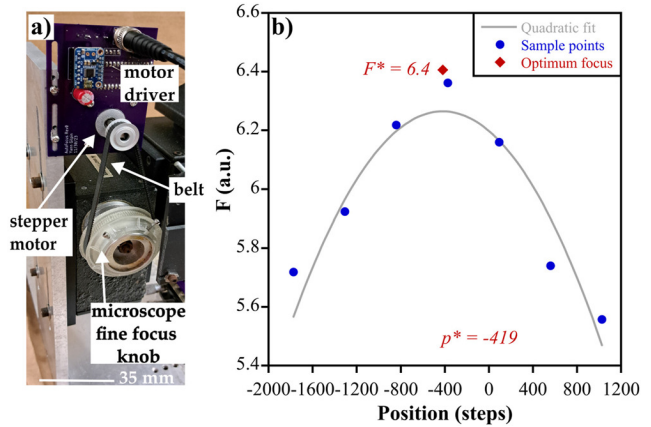 a)
motor
driver
belt
stepper
motor
microscope
fine focus
knob
35 mm
b)
Quadratic fit
Sample points
Optimum focus
F* = 6.4
p* = -419
F (a.u.)
6.6
6.4
6.2
6
5.8
5.6
5.4
-2000 -1600 -1200 -800 -400 0 400 800 1200
Position (steps)